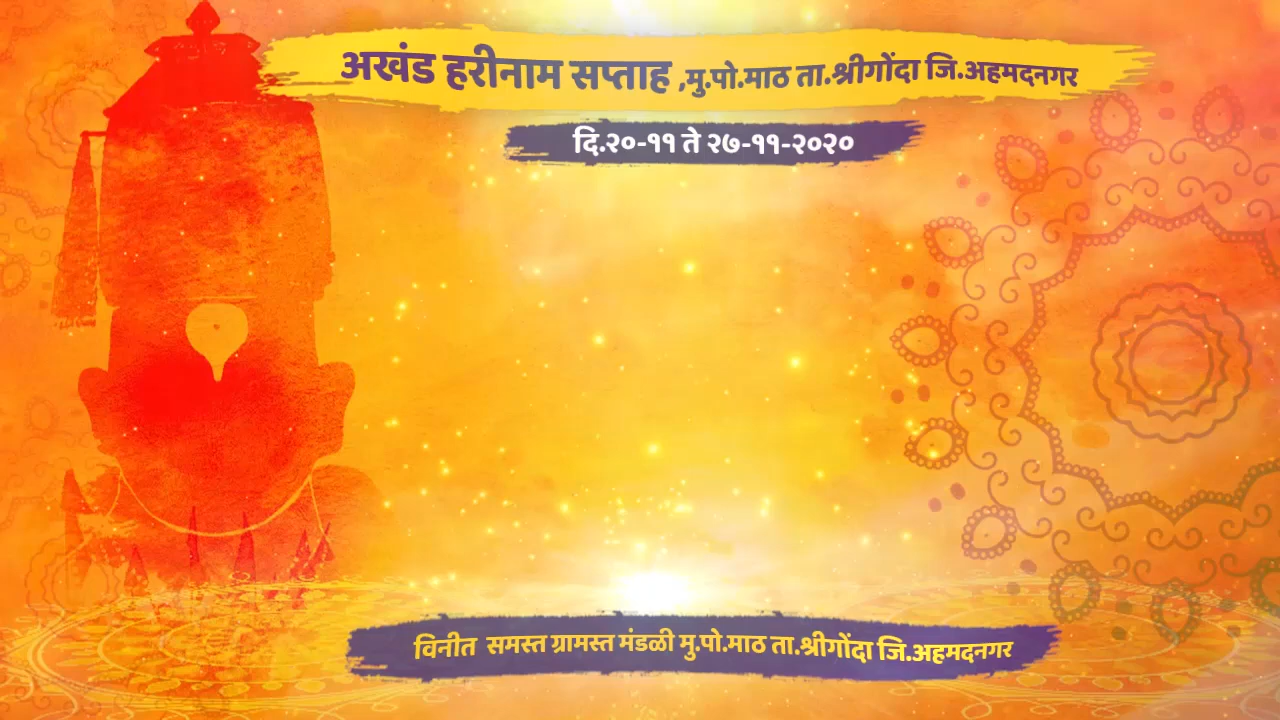 अखंड हरीनाम सप्ताह ,मु.पो.माठ ता.श्रीगोंदा जि.अहमदनगर
दि.२०-११ ते २७-११-२०२०
विनीत समस्त ग्रामस्त मंडळी मु.पो.माठ ता.श्रीगोंदा जि.अहमदनगर